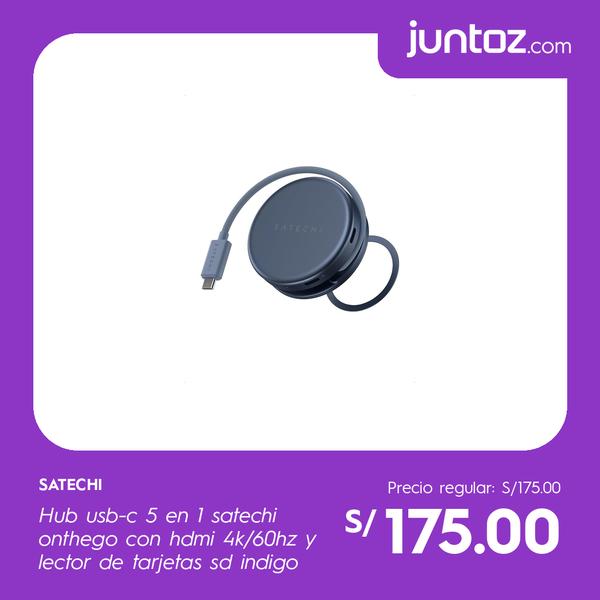 juntoz.com
SATECHI
SATECHI
Precio regular: S/175.00
S/175.00
Hub usb-c 5 en 1 satechi
onthego con hdmi 4k/60hz y
lector de tarjetas sd indigo